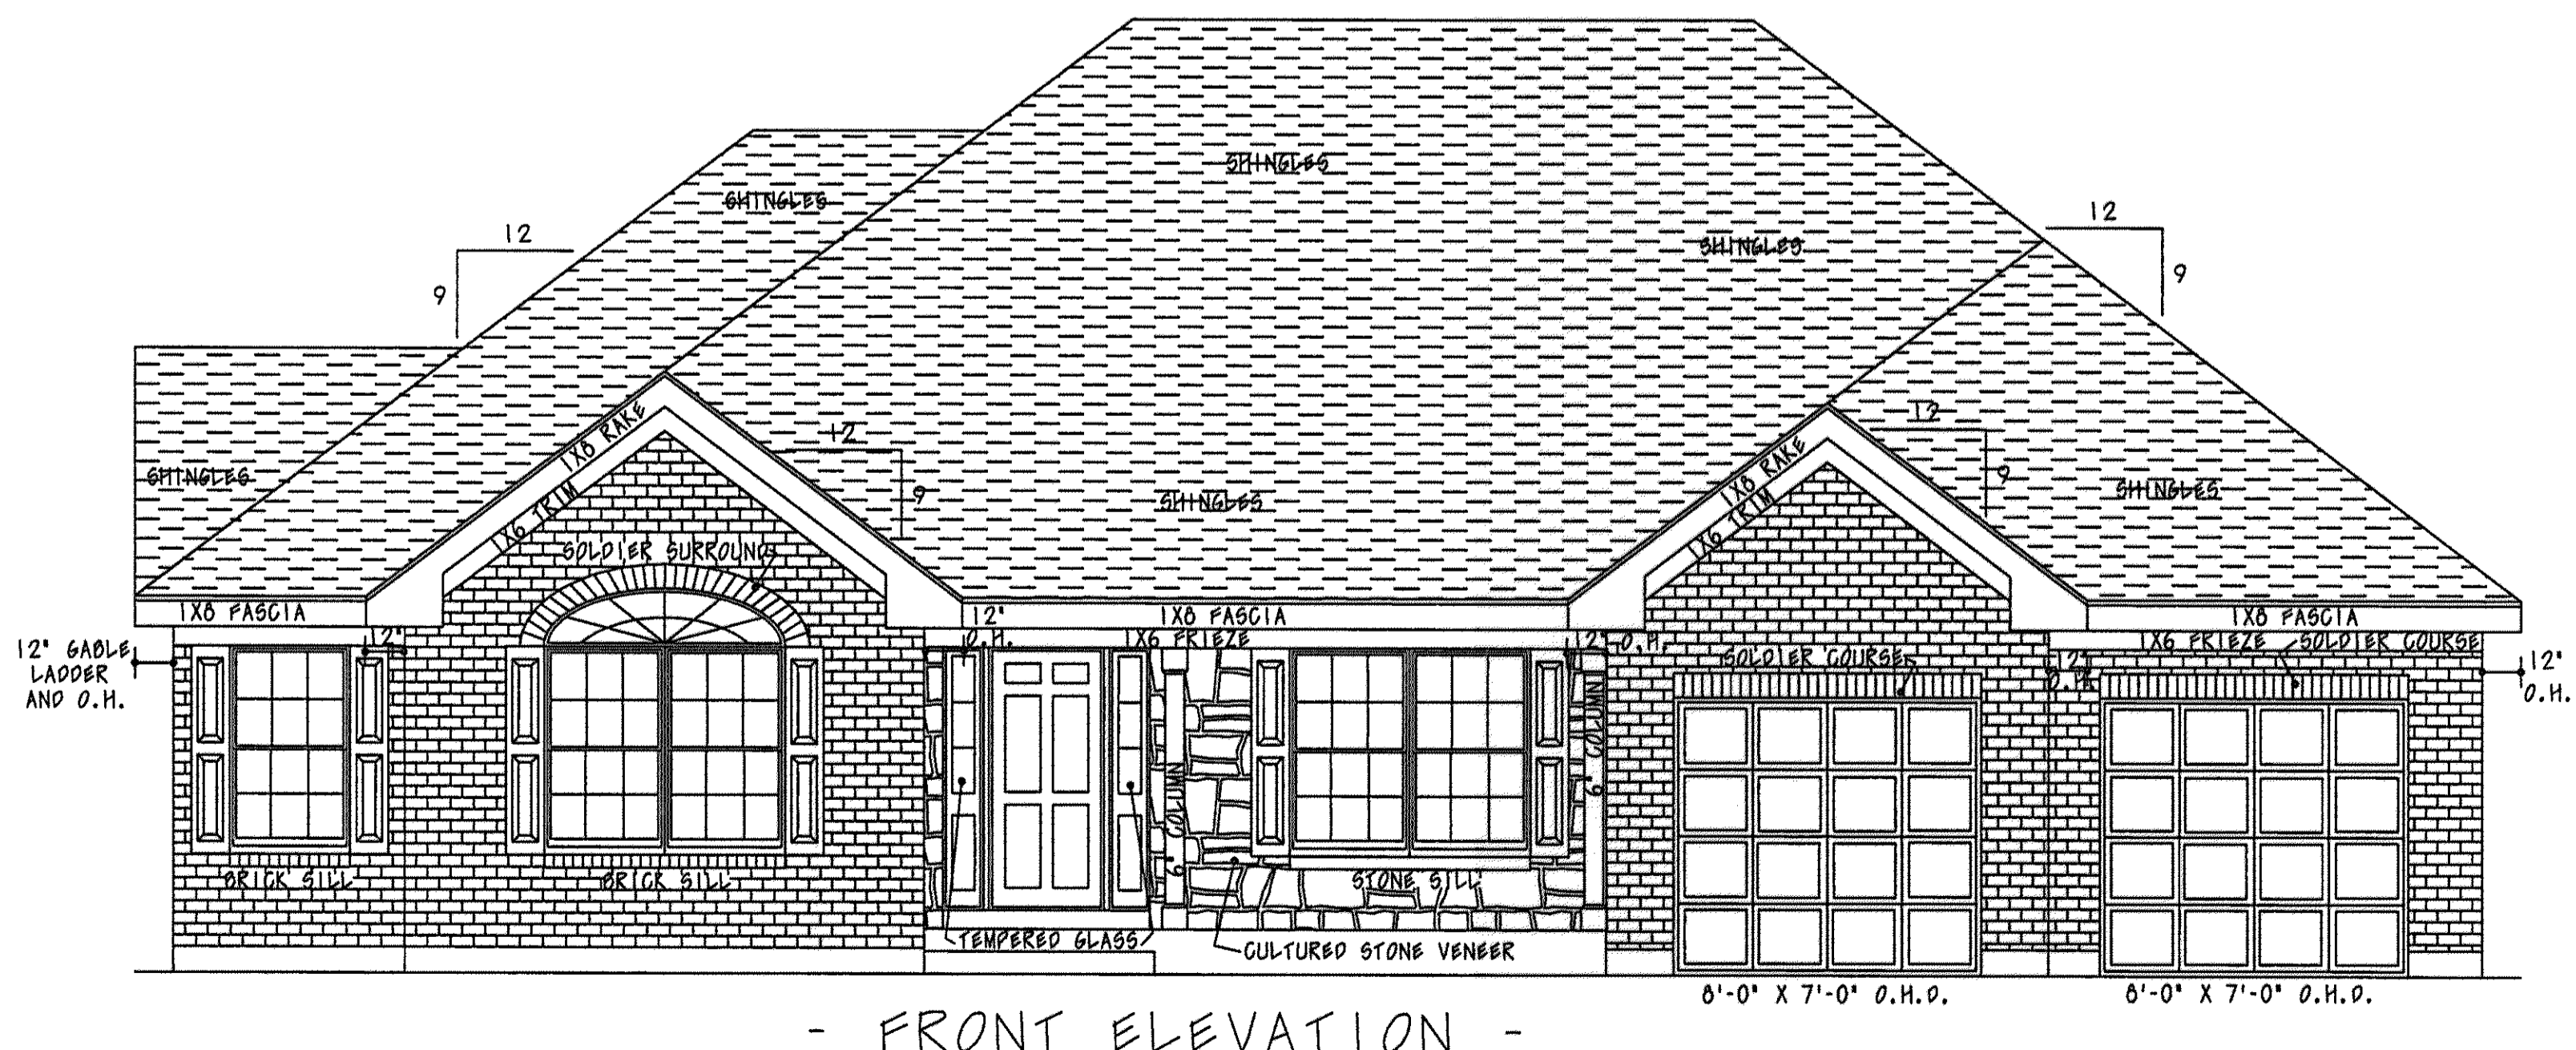 SHINGLES
SHINGLES
12
9
12
9
SHINGLES
1X8 RAKE
1X6 TRIM
12
9
12
9
1X8 RAKE
1X6 TRIM
SHINGLES
SHINGLES
SHINGLES
SOLDIER SURROUND
1X8 FASCIA
12"
O.H.
1X8 FASCIA
1X6 FRIEZE
1X8 FASCIA
1X6 FRIEZE
SOLDIER COURSE
12" GABLE
LADDER
AND O.H.
12"
12"
O.H.
SOLDIER COURSE
12"
O.H.
12"
O.H.
6" COLUMN
6" COLUMN
BRICK SILL
BRICK SILL
STONE SILL
TEMPERED GLASS
CULTURED STONE VENEER
8'-0" X 7'-0" O.H.D.
8'-0" X 7'-0" O.H.D.
- FRONT ELEVATION -